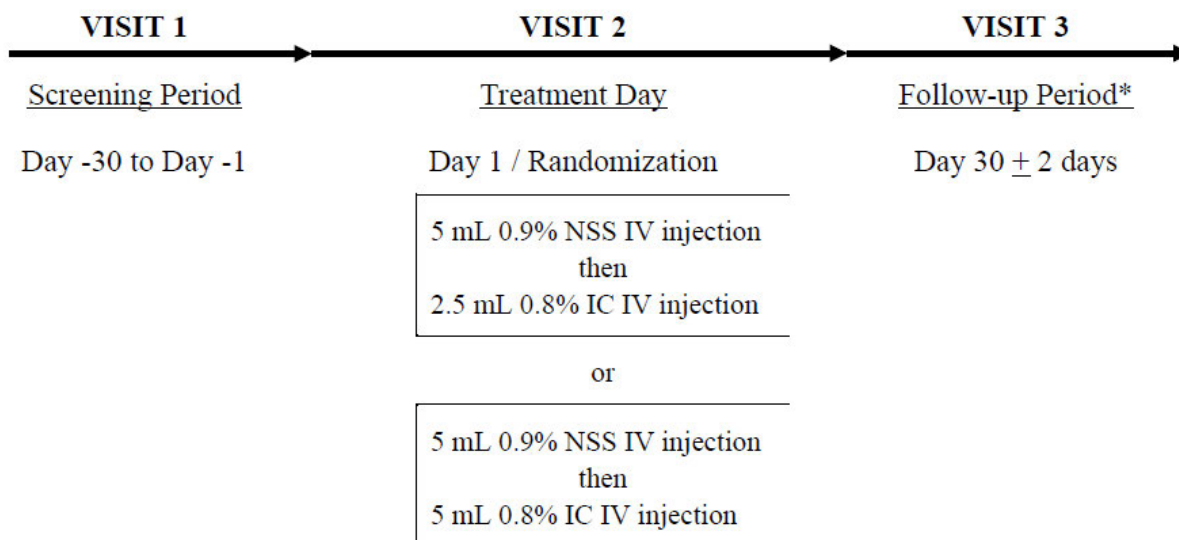 VISIT 1
VISIT 2
VISIT 3
Screening Period
Treatment Day
Follow-up Period*
Day -30 to Day -1
Day 1 / Randomization
Day 30 ± 2 days
5 mL 0.9% NSS IV injection
then
2.5 mL 0.8% IC IV injection
or
5 mL 0.9% NSS IV injection
then
5 mL 0.8% IC IV injection